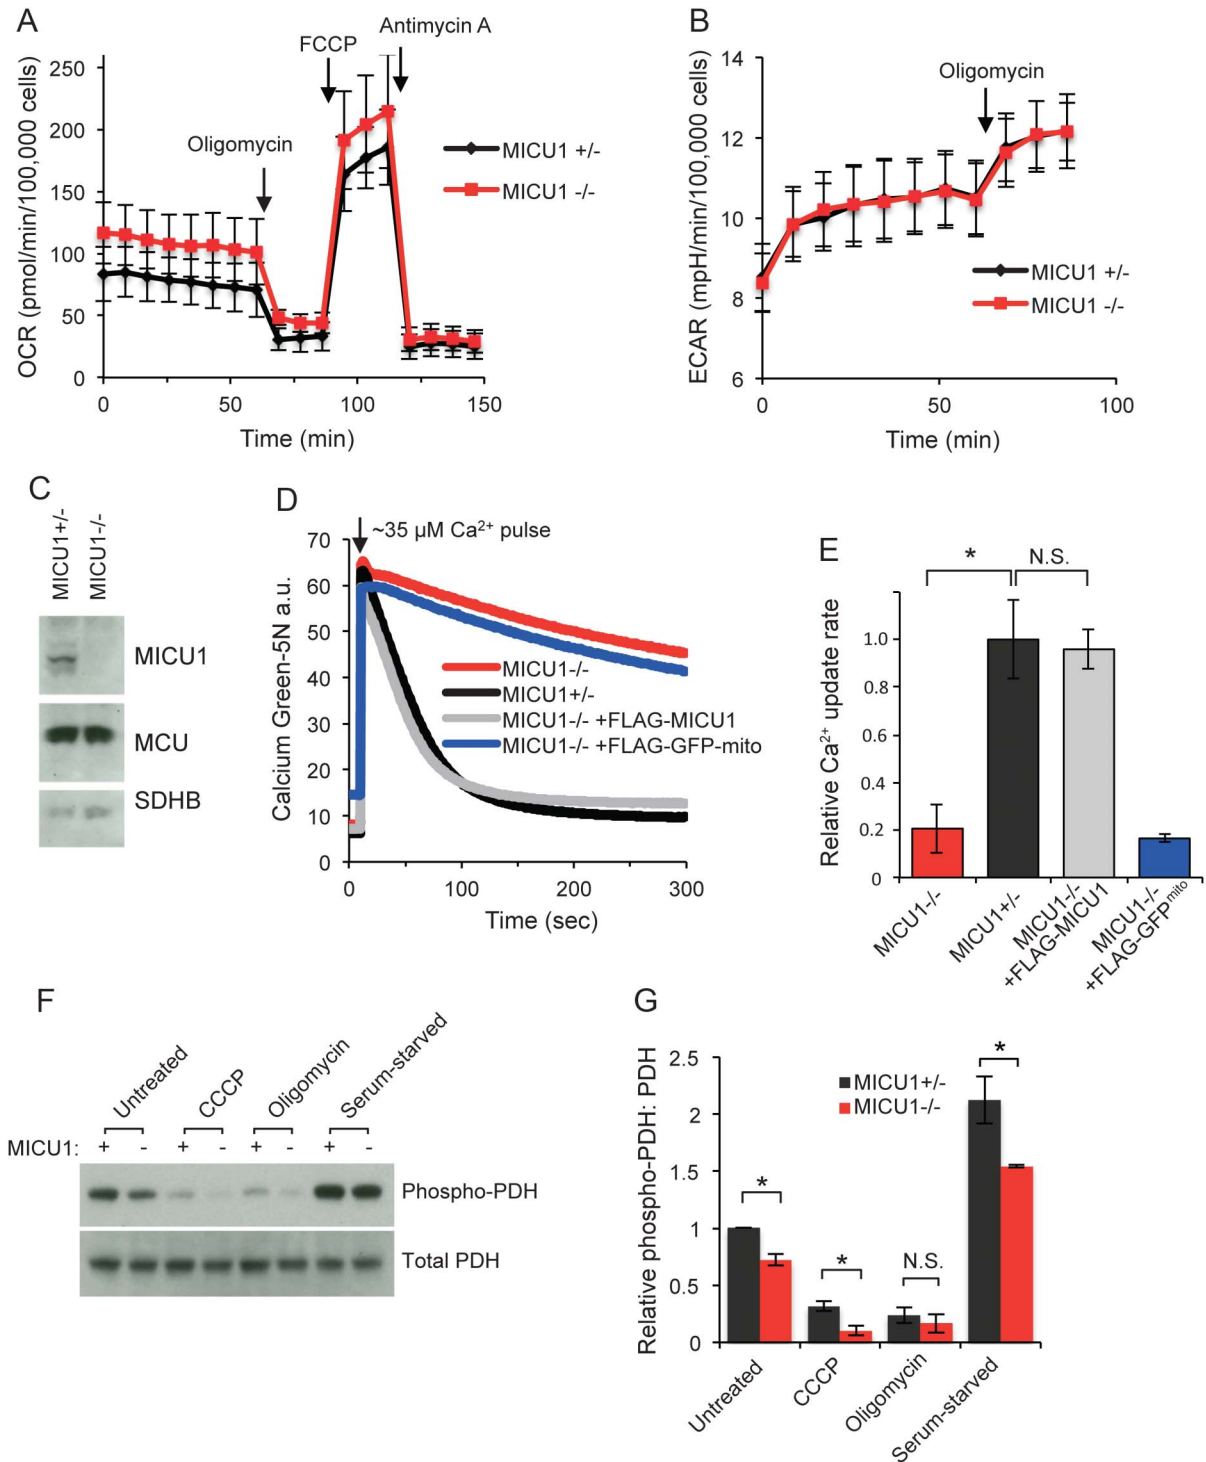 A
OCR (pmol/min/100,000 cells)
250
200
150
100
50
0
0
50
100
150
Time (min)
Oligomycin
FCCP
Antimycin A
MICU1 +/-
MICU1 -/-
B
ECAR (mpH/min/100,000 cells)
14
12
10
8
6
0
50
100
Time (min)
Oligomycin
MICU1 +/-
MICU1 -/-
C
MICU1+/-
MICU1-/-
MICU1
MCU
SDHB
D
~35 µM Ca²⁺ pulse
Calcium Green-5N a.u.
70
60
50
40
30
20
10
0
0
100
200
300
Time (sec)
MICU1-/-
MICU1+/-
MICU1-/- +FLAG-MICU1
MICU1-/- +FLAG-GFP-mito
E
Relative Ca²⁺ update rate
*
N.S.
1.0
0.8
0.6
0.4
0.2
0
MICU1-/-
MICU1+/-
MICU1-/-
+FLAG-MICU1
MICU1-/-
+FLAG-GFPᵐⁱᵗᵒ
F
Untreated
CCCP
Oligomycin
Serum-starved
MICU1: + - + - + - + -
Phospho-PDH
Total PDH
G
Relative phospho-PDH: PDH
2.5
2
1.5
1
0.5
0
MICU1+/-
MICU1-/-
*
*
N.S.
*
Untreated
CCCP
Oligomycin
Serum-starved